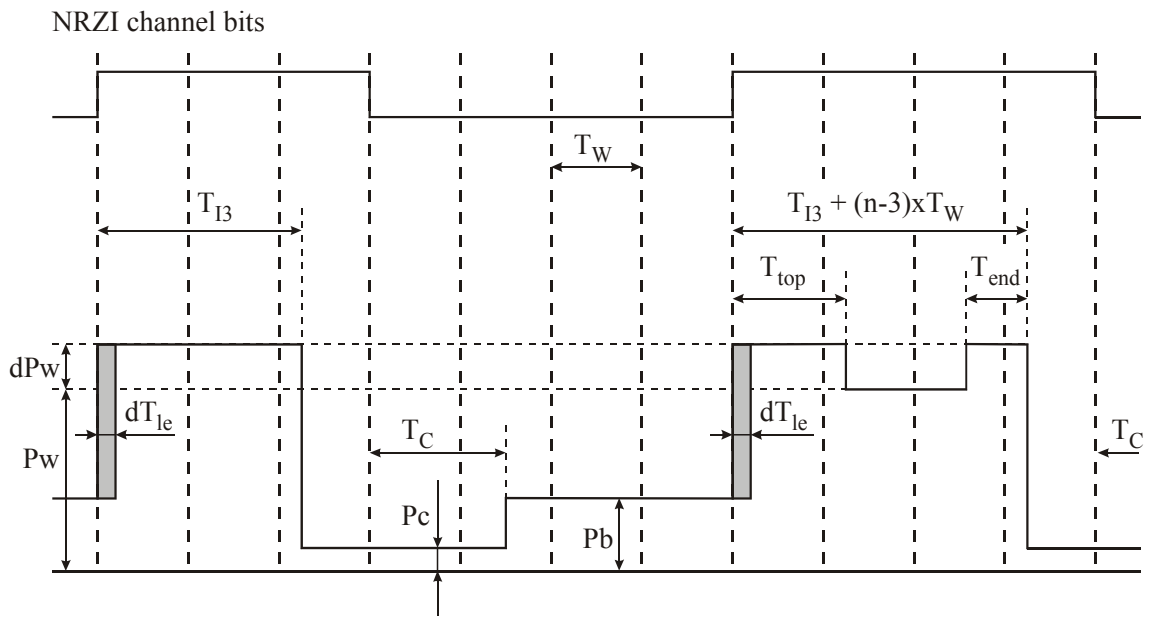 NRZI channel bits
T_W
T_I3
T_I3 + (n-3)xT_W
T_top
T_end
dPw
dT_le
dT_le
T_C
T_C
Pw
Pc
Pb